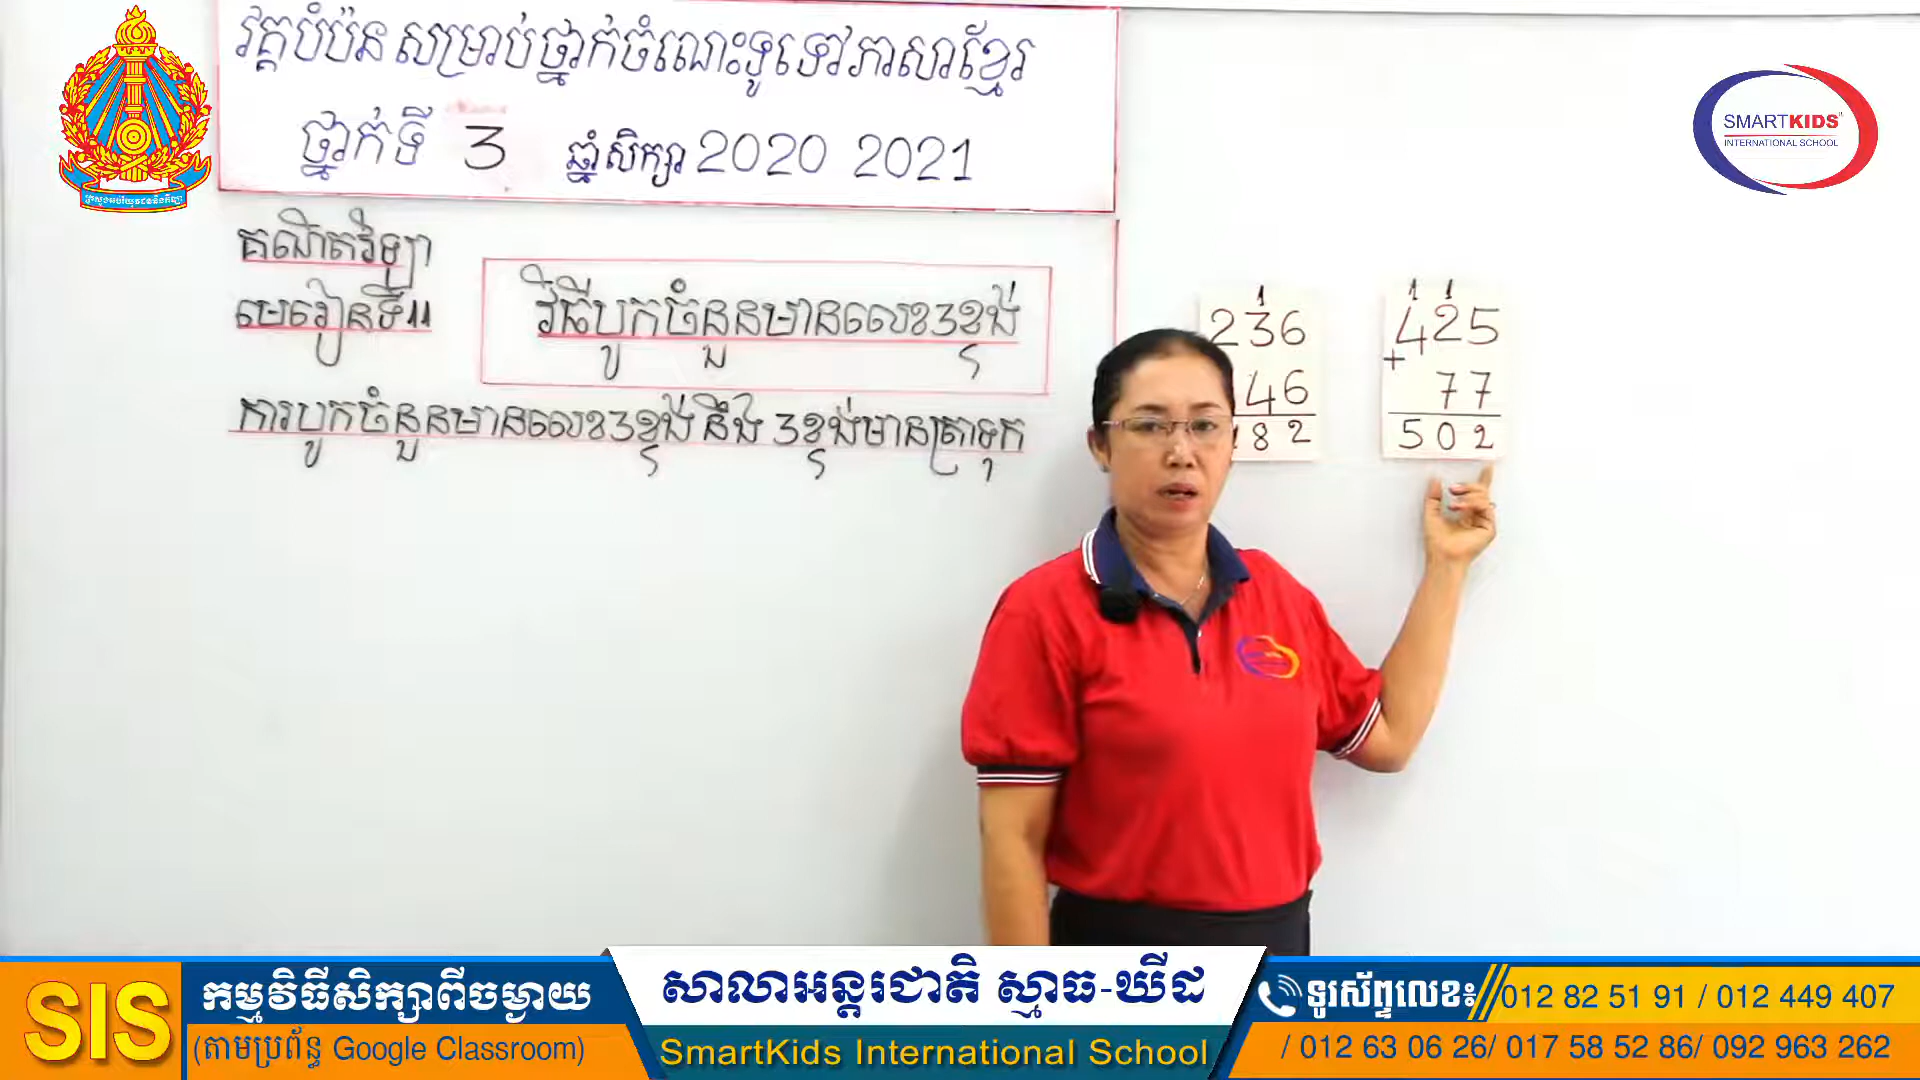 វគ្គបំប៉ន សម្រាប់ថ្នាក់ចំណេះទូទៅភាសាខ្មែរ
ថ្នាក់ទី 3 ឆ្នាំសិក្សា 2020 2021
SMARTKIDS
INTERNATIONAL SCHOOL
គណិតវិទ្យា
មេរៀនទី11
វិធីបូកចំនួនមានលេខ3ខ្ទង់
ការបូកចំនួនមានលេខ3ខ្ទង់ នឹង 3ខ្ទង់មានត្រាទុក
1
236
46
82
1 1
425
+
77
502
SIS
កម្មវិធីសិក្សាពីចម្ងាយ
(តាមប្រព័ន្ធ Google Classroom)
សាលាអន្តរជាតិ ស្មាធ-ឃីដ
SmartKids International School
ទូរស័ព្ទលេខ៖ 012 82 51 91 / 012 449 407
/ 012 63 06 26/ 017 58 52 86/ 092 963 262